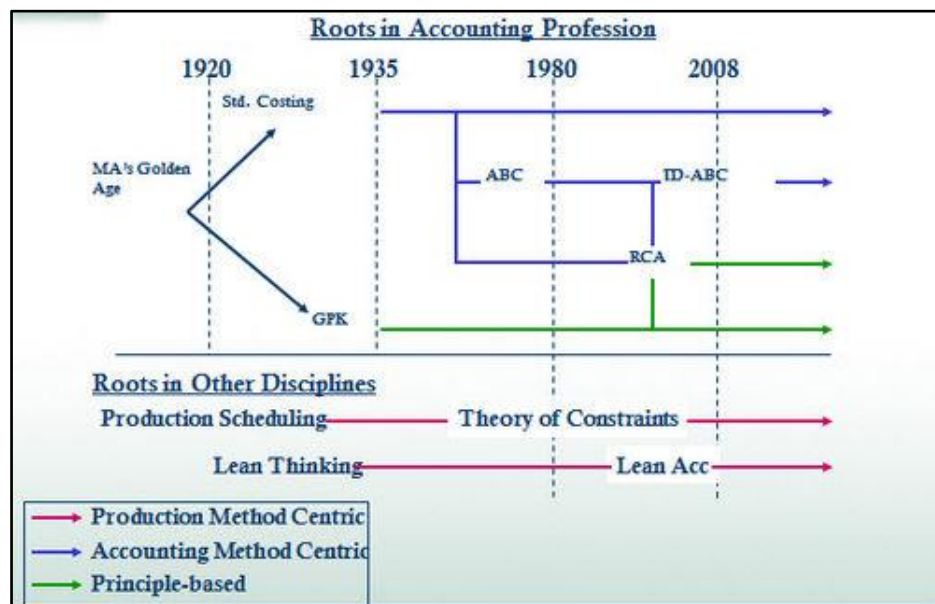 Roots in Accounting Profession
1920 1935 1980 2008
Std. Costing
MA's Golden
Age
ABC TD-ABC
RCA
GPK
Roots in Other Disciplines
Production Scheduling Theory of Constraints
Lean Thinking Lean Acc
Production Method Centric
Accounting Method Centric
Principle-based